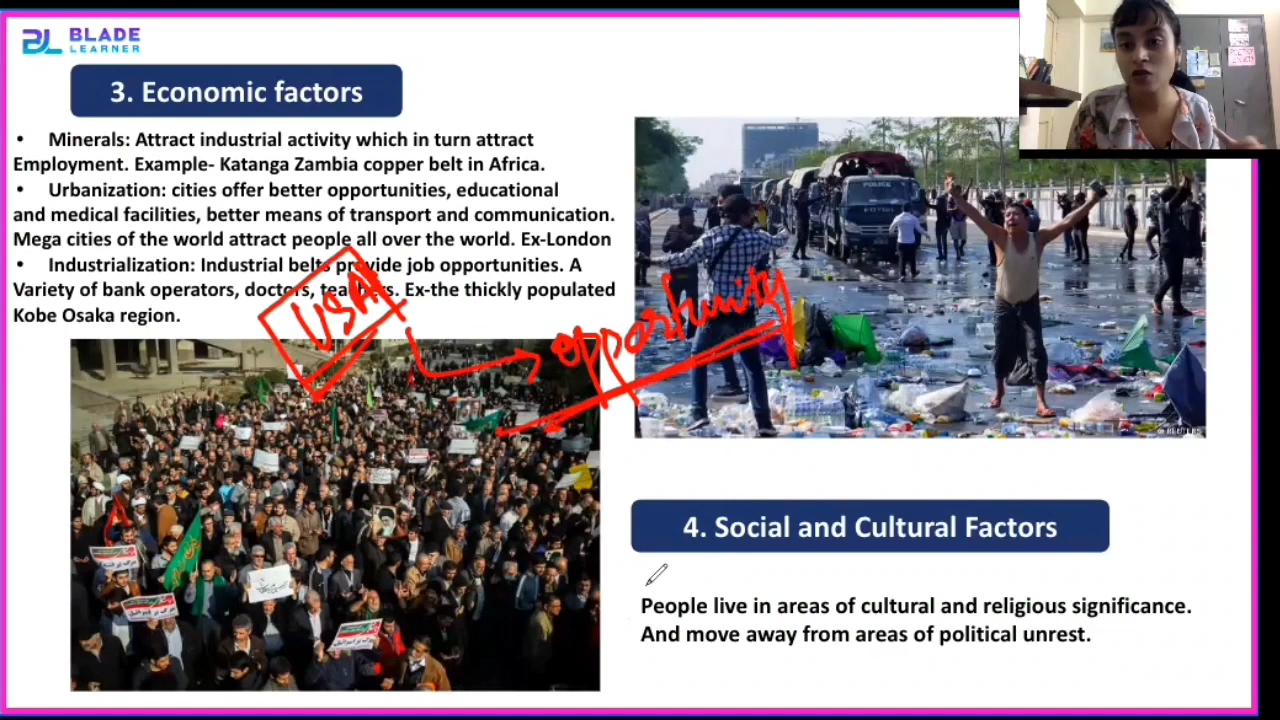 BLADE
LEARNER
3. Economic factors
• Minerals: Attract industrial activity which in turn attract
Employment. Example- Katanga Zambia copper belt in Africa.
• Urbanization: cities offer better opportunities, educational
and medical facilities, better means of transport and communication.
Mega cities of the world attract people all over the world. Ex-London
• Industrialization: Industrial belts provide job opportunities. A
Variety of bank operators, doctors, teachers. Ex-the thickly populated
Kobe Osaka region.
USA
opportunity
POLICE
REUTERS
4. Social and Cultural Factors
People live in areas of cultural and religious significance.
And move away from areas of political unrest.